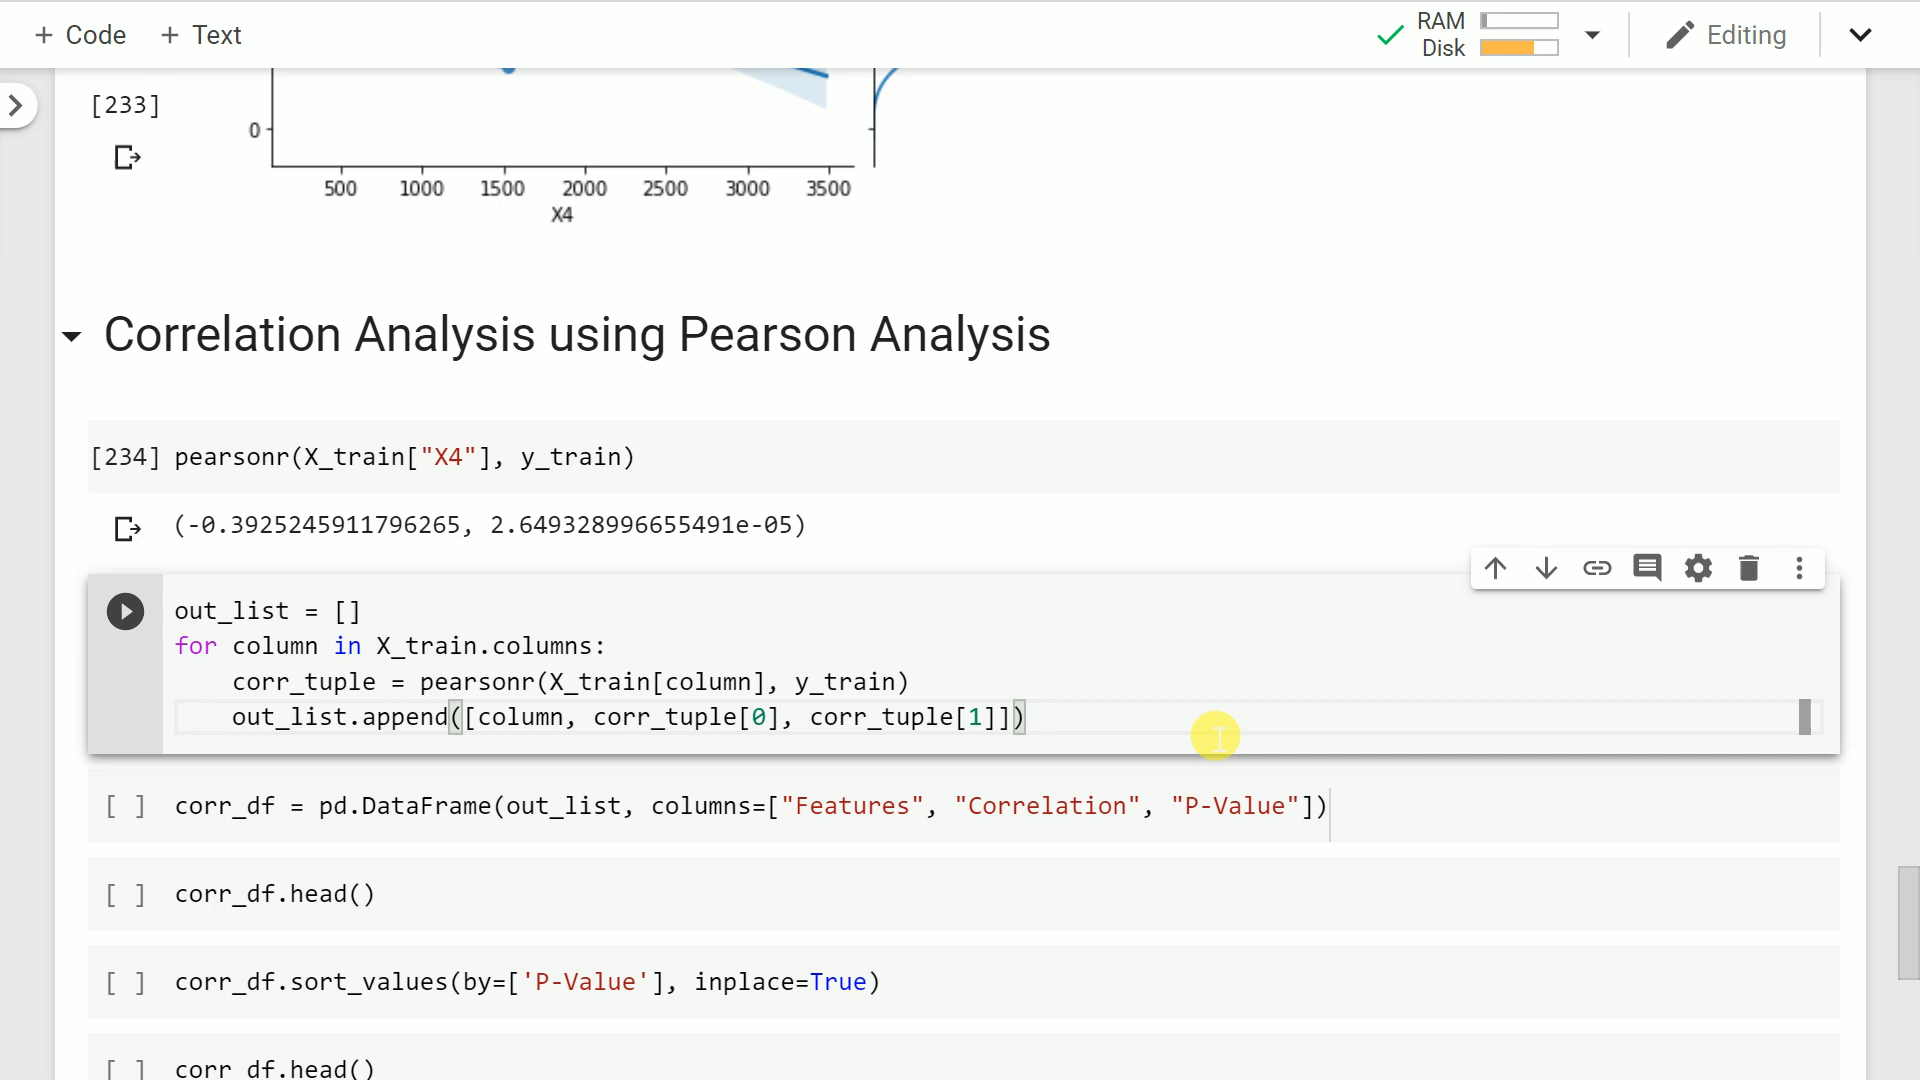 + Code + Text
RAM
Disk
Editing
[233]
0
500 1000 1500 2000 2500 3000 3500
X4
Correlation Analysis using Pearson Analysis
[234] pearsonr(X_train["X4"], y_train)
(-0.3925245911796265, 2.649328996655491e-05)
out_list = []
for column in X_train.columns:
    corr_tuple = pearsonr(X_train[column], y_train)
    out_list.append([column, corr_tuple[0], corr_tuple[1]])
[ ] corr_df = pd.DataFrame(out_list, columns=["Features", "Correlation", "P-Value"])
[ ] corr_df.head()
[ ] corr_df.sort_values(by=['P-Value'], inplace=True)
[ ] corr_df.head()